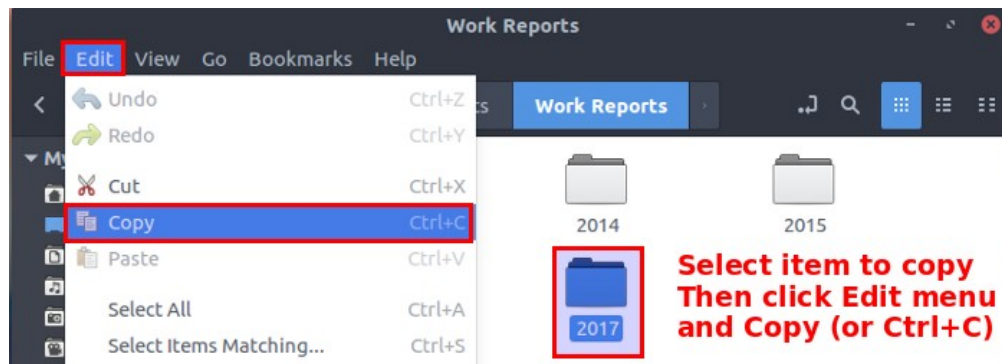 Work Reports
File Edit View Go Bookmarks Help
Undo Ctrl+Z
Work Reports
Redo Ctrl+Y
Cut Ctrl+X
Copy Ctrl+C
Paste Ctrl+V
Select All Ctrl+A
Select Items Matching... Ctrl+S
2014 2015
2017
Select item to copy
Then click Edit menu
and Copy (or Ctrl+C)